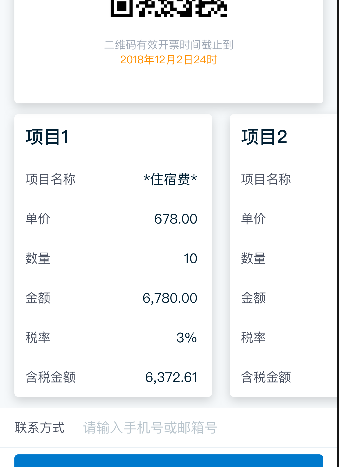 二维码有效开票时间截止到
2018年12月2日24时
项目1
项目名称 *住宿费*
单价 678.00
数量 10
金额 6,780.00
税率 3%
含税金额 6,372.61
项目2
项目名称
单价
数量
金额
税率
含税金额
联系方式 请输入手机号或邮箱号